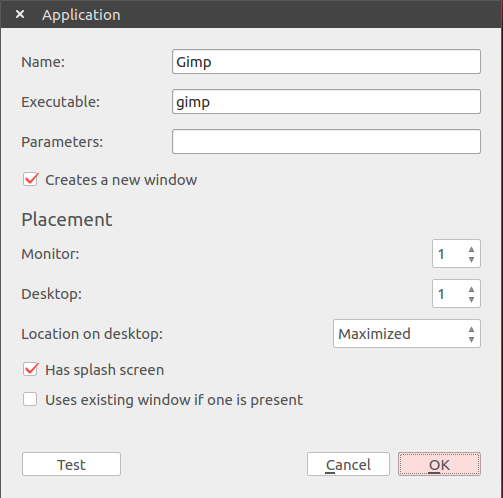 Application
Name: Gimp
Executable: gimp
Parameters:
Creates a new window
Placement
Monitor: 1
Desktop: 1
Location on desktop: Maximized
Has splash screen
Uses existing window if one is present
Test Cancel OK